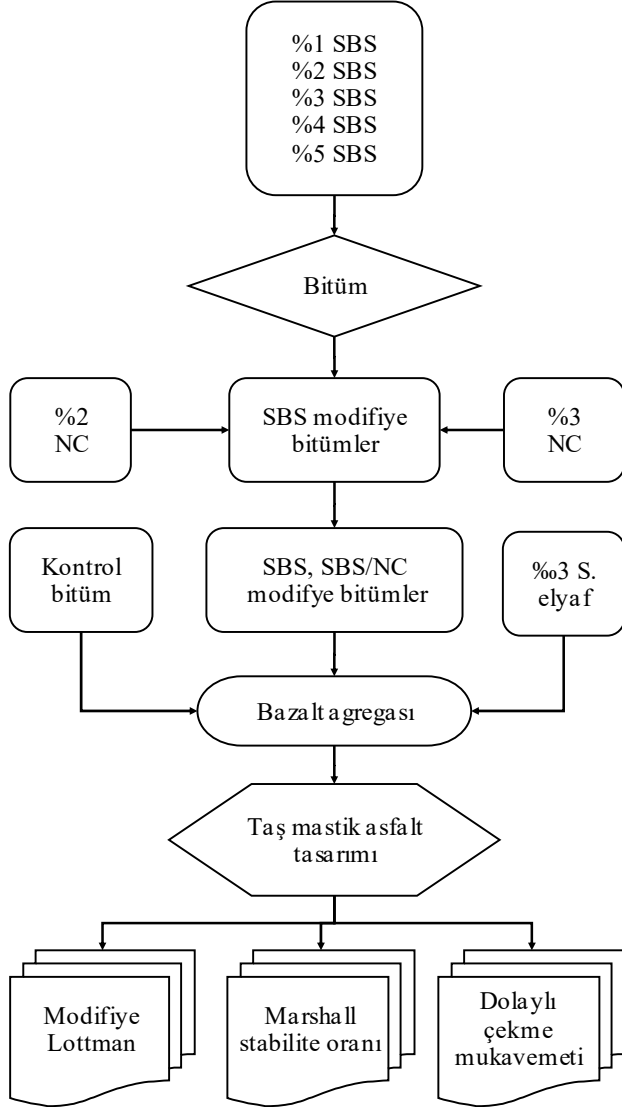 %1 SBS
%2 SBS
%3 SBS
%4 SBS
%5 SBS
Bitüm
%2
NC
SBS modifiye
bitümler
%3
NC
Kontrol
bitüm
SBS, SBS/NC
modifye bitümler
‰3 S.
elyaf
Bazalt agregası
Taş mastik asfalt
tasarımı
Modifiye
Lottman
Marshall
stabilite oranı
Dolaylı
çekme
mukavemeti